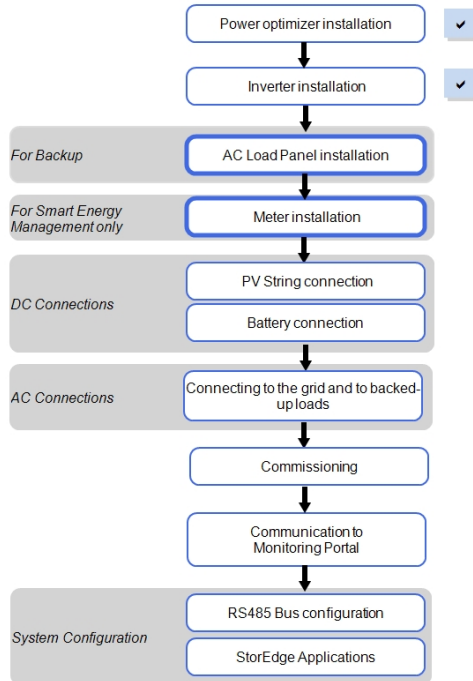 Power optimizer installation
Inverter installation
For Backup
AC Load Panel installation
For Smart Energy
Management only
Meter installation
DC Connections
PV String connection
Battery connection
AC Connections
Connecting to the grid and to backed-
up loads
Commissioning
Communication to
Monitoring Portal
System Configuration
RS485 Bus configuration
StorEdge Applications